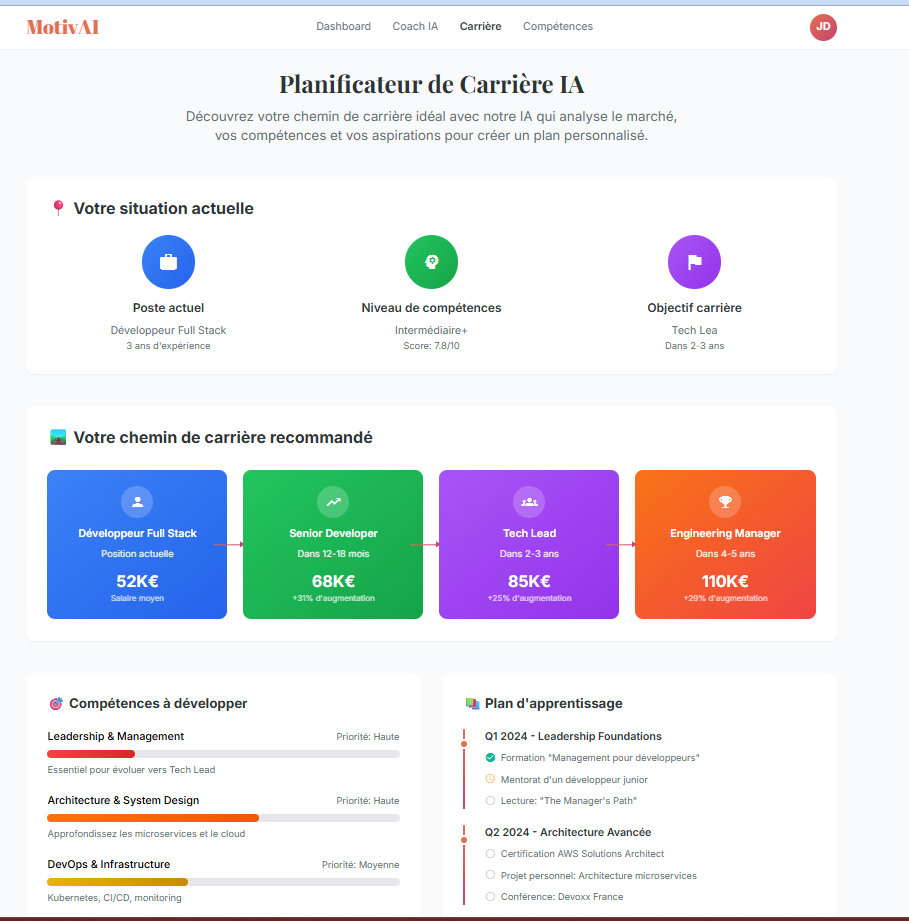 MotivAI
Dashboard Coach IA Carrière Compétences
JD
Planificateur de Carrière IA
Découvrez votre chemin de carrière idéal avec notre IA qui analyse le marché,
vos compétences et vos aspirations pour créer un plan personnalisé.
Votre situation actuelle
Poste actuel
Développeur Full Stack
3 ans d'expérience
Niveau de compétences
Intermédiaire+
Score: 7.8/10
Objectif carrière
Tech Lea
Dans 2-3 ans
Votre chemin de carrière recommandé
Développeur Full Stack
Position actuelle
52K€
Salaire moyen
Senior Developer
Dans 12-18 mois
68K€
+31% d'augmentation
Tech Lead
Dans 2-3 ans
85K€
+25% d'augmentation
Engineering Manager
Dans 4-5 ans
110K€
+29% d'augmentation
Compétences à développer
Leadership & Management Priorité: Haute
Essentiel pour évoluer vers Tech Lead
Architecture & System Design Priorité: Haute
Approfondissez les microservices et le cloud
DevOps & Infrastructure Priorité: Moyenne
Kubernetes, CI/CD, monitoring
Plan d'apprentissage
Q1 2024 - Leadership Foundations
Formation "Management pour développeurs"
Mentorat d'un développeur junior
Lecture: "The Manager's Path"
Q2 2024 - Architecture Avancée
Certification AWS Solutions Architect
Projet personnel: Architecture microservices
Conférence: Devoxx France